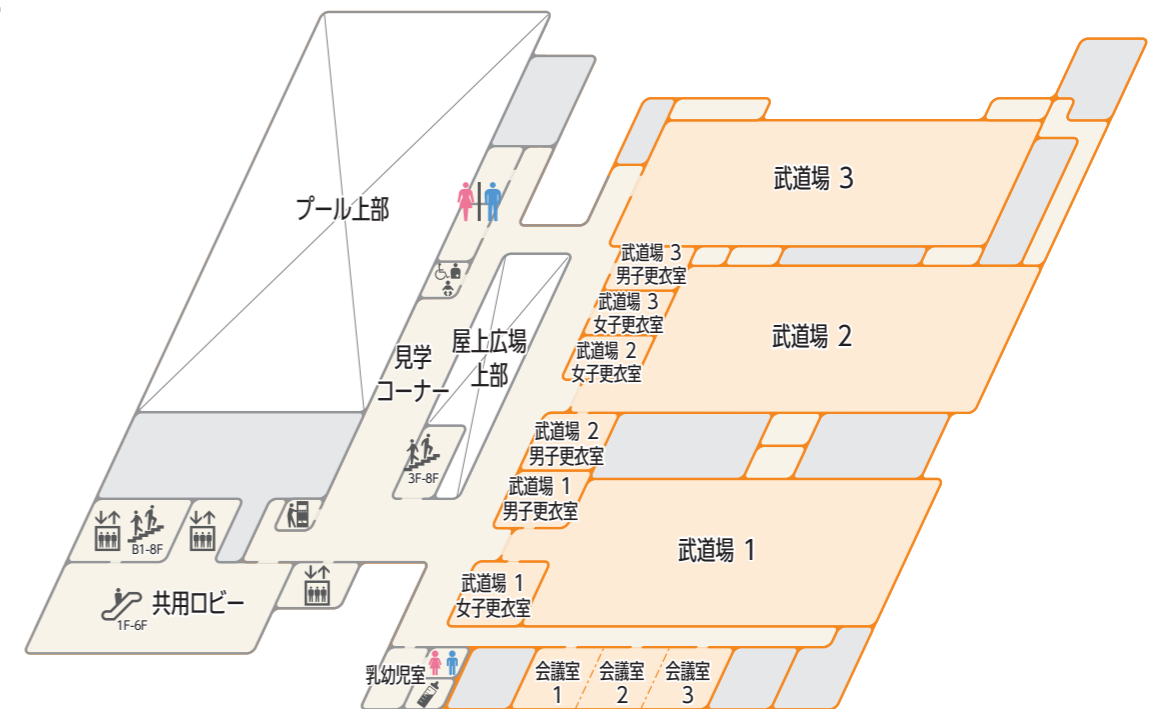 プール上部
武道場 3
武道場 3
男子更衣室
武道場 3
女子更衣室
武道場 2
女子更衣室
武道場 2
屋上広場
上部
見学
コーナー
武道場 2
男子更衣室
3F-8F
武道場 1
男子更衣室
武道場 1
B1-8F
武道場 1
女子更衣室
共用ロビー
1F-6F
乳幼児室
会議室
1
会議室
2
会議室
3